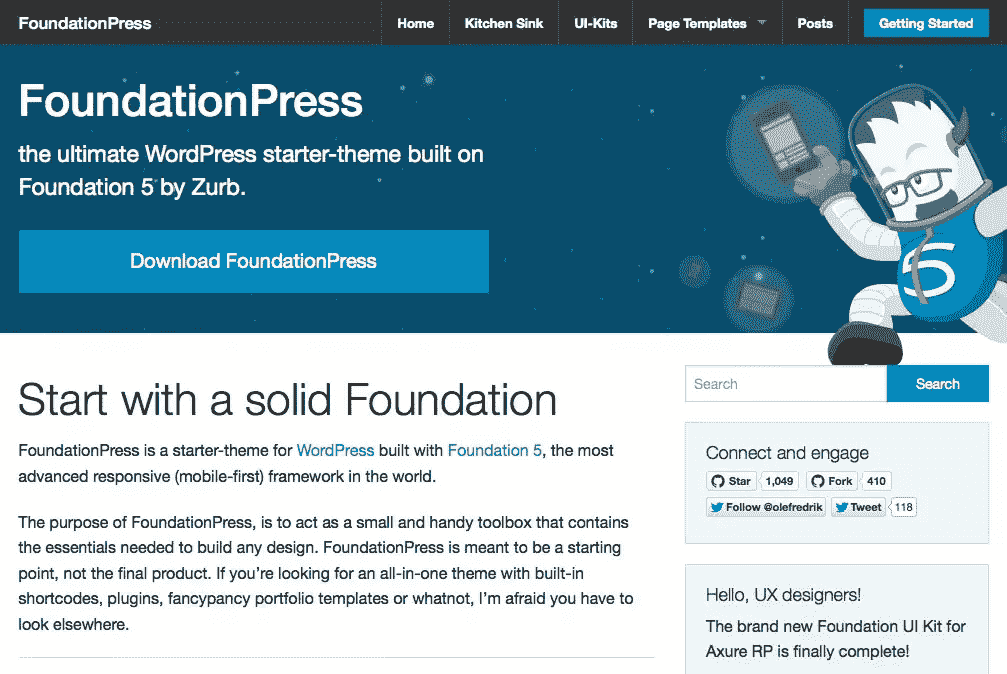 FoundationPress
Home
Kitchen Sink
UI-Kits
Page Templates
Posts
Getting Started
FoundationPress
the ultimate WordPress starter-theme built on
Foundation 5 by Zurb.
Download FoundationPress
5
Start with a solid Foundation
FoundationPress is a starter-theme for WordPress built with Foundation 5, the most
advanced responsive (mobile-first) framework in the world.
The purpose of FoundationPress, is to act as a small and handy toolbox that contains
the essentials needed to build any design. FoundationPress is meant to be a starting
point, not the final product. If you're looking for an all-in-one theme with built-in
shortcodes, plugins, fancypancy portfolio templates or whatnot, I'm afraid you have to
look elsewhere.
Search
Search
Connect and engage
Star 1,049 Fork 410
Follow @olefredrik Tweet 118
Hello, UX designers!
The brand new Foundation UI Kit for
Axure RP is finally complete!